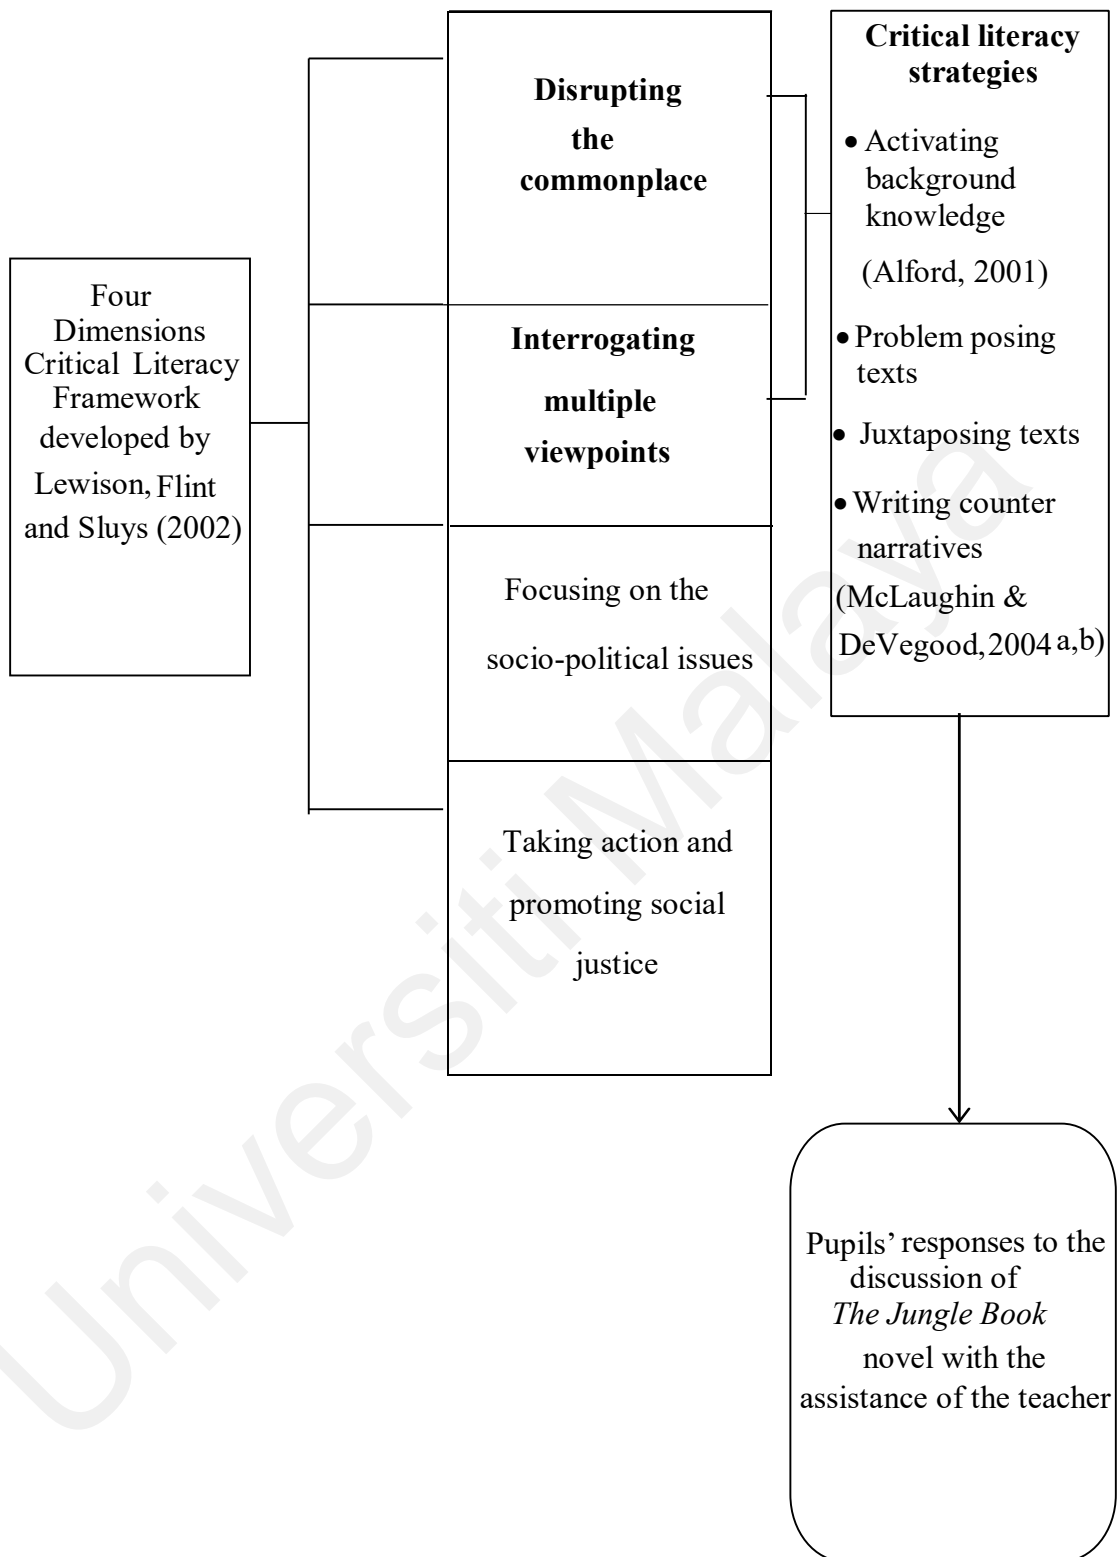 Four
Dimensions
Critical Literacy
Framework
developed by
Lewison, Flint
and Sluys (2002)
Disrupting
the
commonplace
Interrogating
multiple
viewpoints
Focusing on the
socio-political issues
Taking action and
promoting social
justice
Critical literacy
strategies
• Activating
background
knowledge
(Alford, 2001)
• Problem posing
texts
• Juxtaposing texts
• Writing counter
narratives
(McLaughin &
DeVegood, 2004 a,b)
Pupils’ responses to the
discussion of
The Jungle Book
novel with the
assistance of the teacher
Universiti Malaya